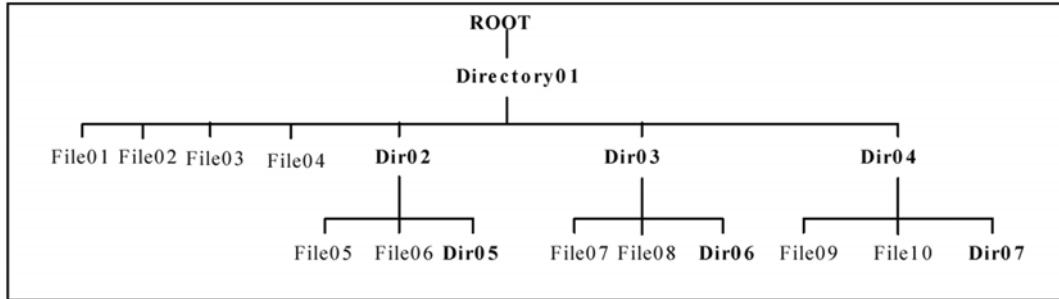 ROOT
Directory01
File01 File02 File03 File04 Dir02 Dir03 Dir04
File05 File06 Dir05 File07 File08 Dir06 File09 File10 Dir07